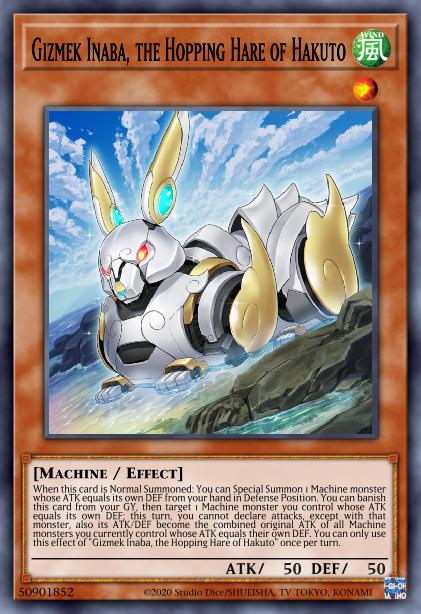 Gizmek Inaba, the Hopping Hare of Hakuto
WIND
風
[Machine / Effect]
When this card is Normal Summoned: You can Special Summon 1 Machine monster
whose ATK equals its own DEF from your hand in Defense Position. You can banish
this card from your GY, then target 1 Machine monster you control whose ATK
equals its own DEF; this turn, you cannot declare attacks, except with that
monster, also its ATK/DEF become the combined original ATK of all Machine
monsters you currently control whose ATK equals their own DEF. You can only use
this effect of "Gizmek Inaba, the Hopping Hare of Hakuto" once per turn.
ATK/ 50 DEF/ 50
50901852
©2020 Studio Dice/SHUEISHA, TV TOKYO, KONAMI